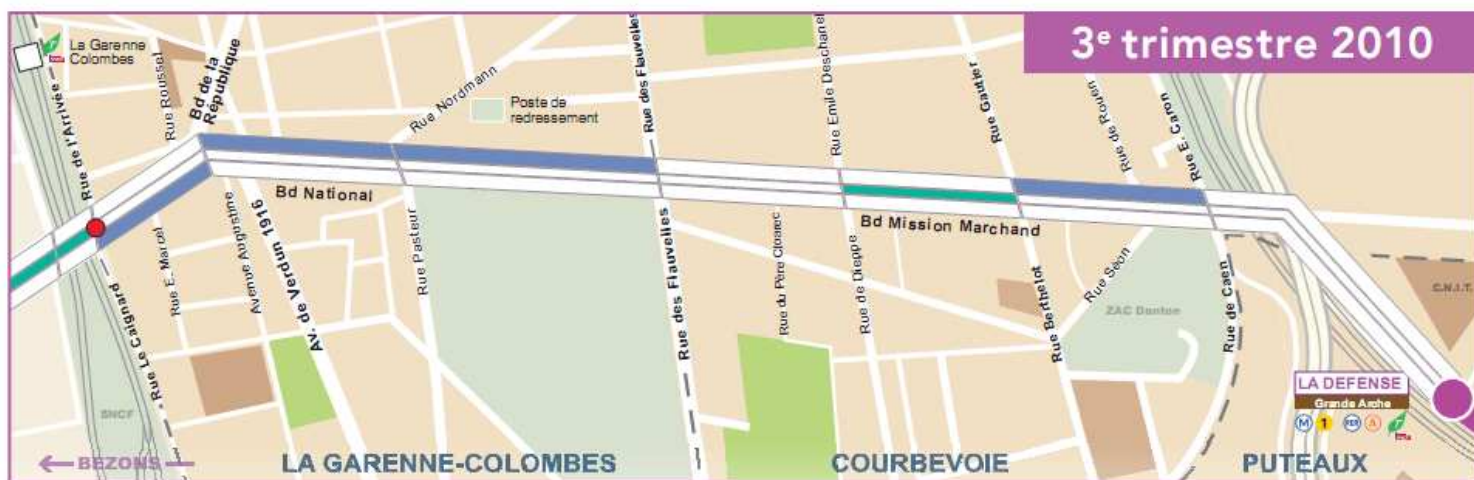 3e trimestre 2010
La Garenne
Colombes
Rue de l'Arrivée
Rue Roussel
Bd de la
République
Rue Nordmann
Poste de
redressement
Rue des Flauvelles
Rue Emile Deschanel
Rue Gautier
Rue de Rouen
Rue E. Caron
Bd National
Bd Mission Marchand
Rue Le Caignard
Rue E. Marcel
Avenue Augustine
Av. de Verdun 1916
Rue Pasteur
Rue des Flauvelles
Rue du Père Cloarec
Rue de Dieppe
Rue Berthelot
Rue Séon
ZAC Danton
Rue de Caen
C.N.I.T.
LA DEFENSE
Grande Arche
M 1 RER A
SNCF
BEZONS
LA GARENNE-COLOMBES
COURBEVOIE
PUTEAUX